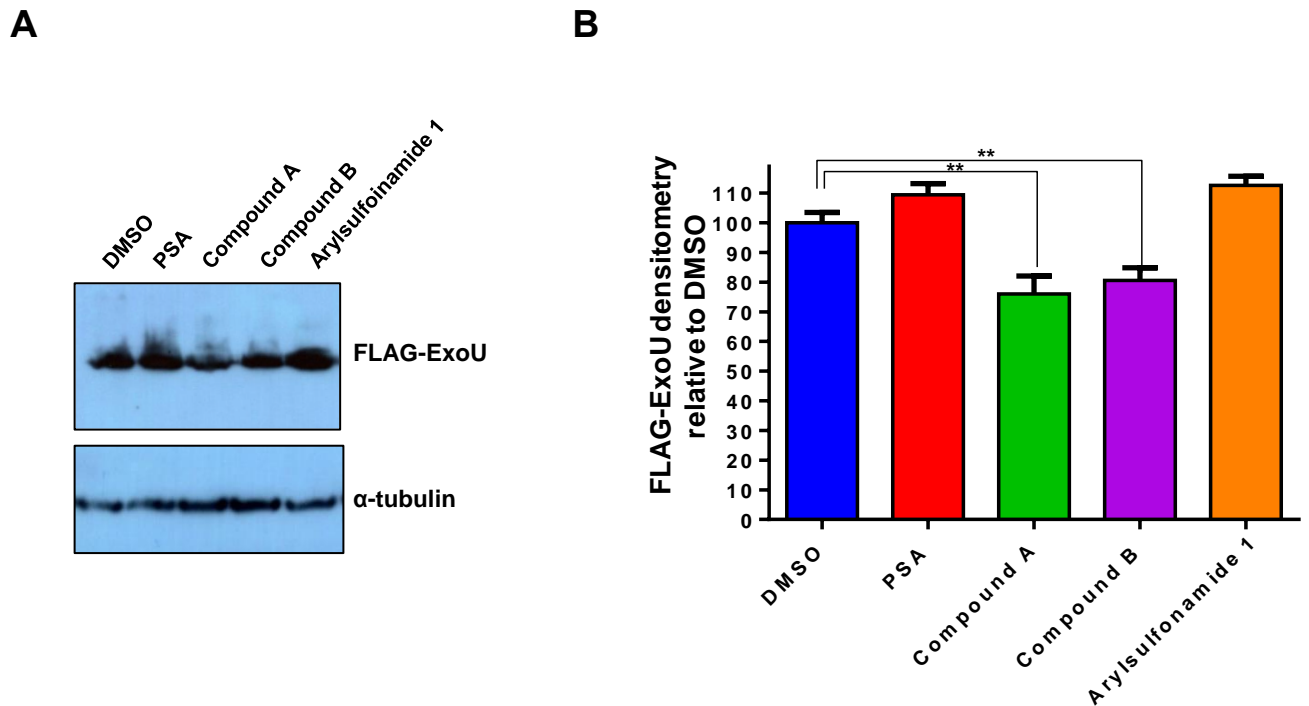 A
B
DMSO
PSA
Compound A
Compound B
Arylsulfoinamide 1
FLAG-ExoU
α-tubulin
FLAG-ExoU densitometry
relative to DMSO
**
**
110
100
90
80
70
60
50
40
30
20
10
0
DMSO
PSA
Compound A
Compound B
Arylsulfonamide 1